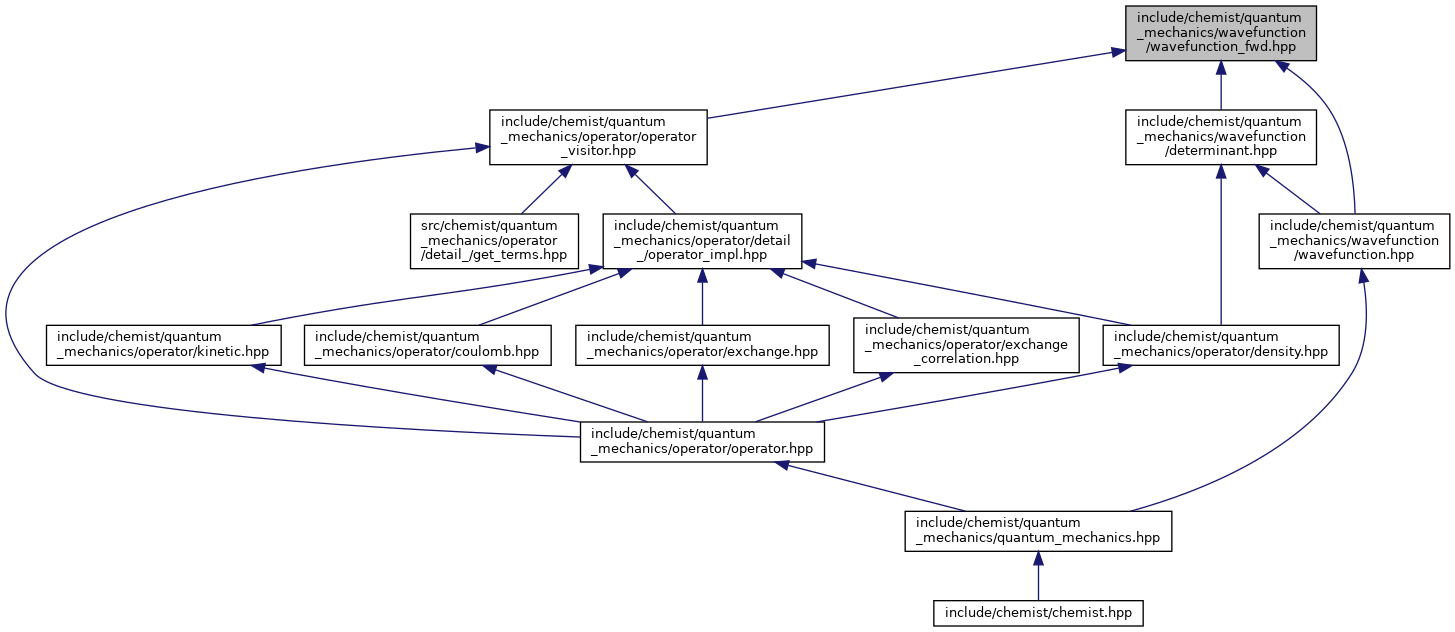 include/chemist/quantum
_mechanics/wavefunction
/wavefunction_fwd.hpp
include/chemist/quantum
_mechanics/operator/operator
_visitor.hpp
include/chemist/quantum
_mechanics/wavefunction
/determinant.hpp
src/chemist/quantum
_mechanics/operator
/detail_/get_terms.hpp
include/chemist/quantum
_mechanics/operator/detail
_/operator_impl.hpp
include/chemist/quantum
_mechanics/wavefunction
/wavefunction.hpp
include/chemist/quantum
_mechanics/operator/kinetic.hpp
include/chemist/quantum
_mechanics/operator/coulomb.hpp
include/chemist/quantum
_mechanics/operator/exchange.hpp
include/chemist/quantum
_mechanics/operator/exchange
_correlation.hpp
include/chemist/quantum
_mechanics/operator/density.hpp
include/chemist/quantum
_mechanics/operator/operator.hpp
include/chemist/quantum
_mechanics/quantum_mechanics.hpp
include/chemist/chemist.hpp